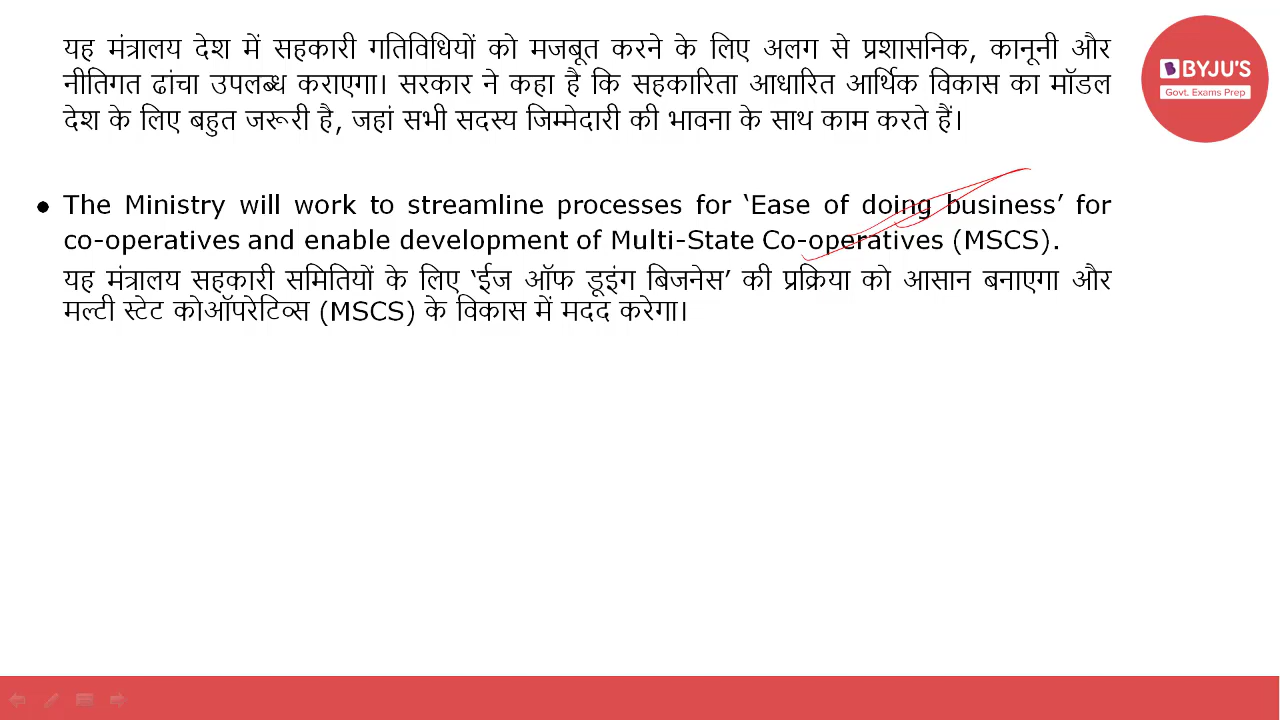 यह मंत्रालय देश में सहकारी गतिविधियों को मजबूत करने के लिए अलग से प्रशासनिक, कानूनी और
नीतिगत ढांचा उपलब्ध कराएगा। सरकार ने कहा है कि सहकारिता आधारित आर्थिक विकास का मॉडल
देश के लिए बहुत जरूरी है, जहां सभी सदस्य जिम्मेदारी की भावना के साथ काम करते हैं।
BYJU'S
Govt. Exams Prep
● The Ministry will work to streamline processes for ‘Ease of doing business’ for
co-operatives and enable development of Multi-State Co-operatives (MSCS).
यह मंत्रालय सहकारी समितियों के लिए ‘ईज ऑफ डूइंग बिजनेस’ की प्रक्रिया को आसान बनाएगा और
मल्टी स्टेट कोऑपरेटिव्स (MSCS) के विकास में मदद करेगा।